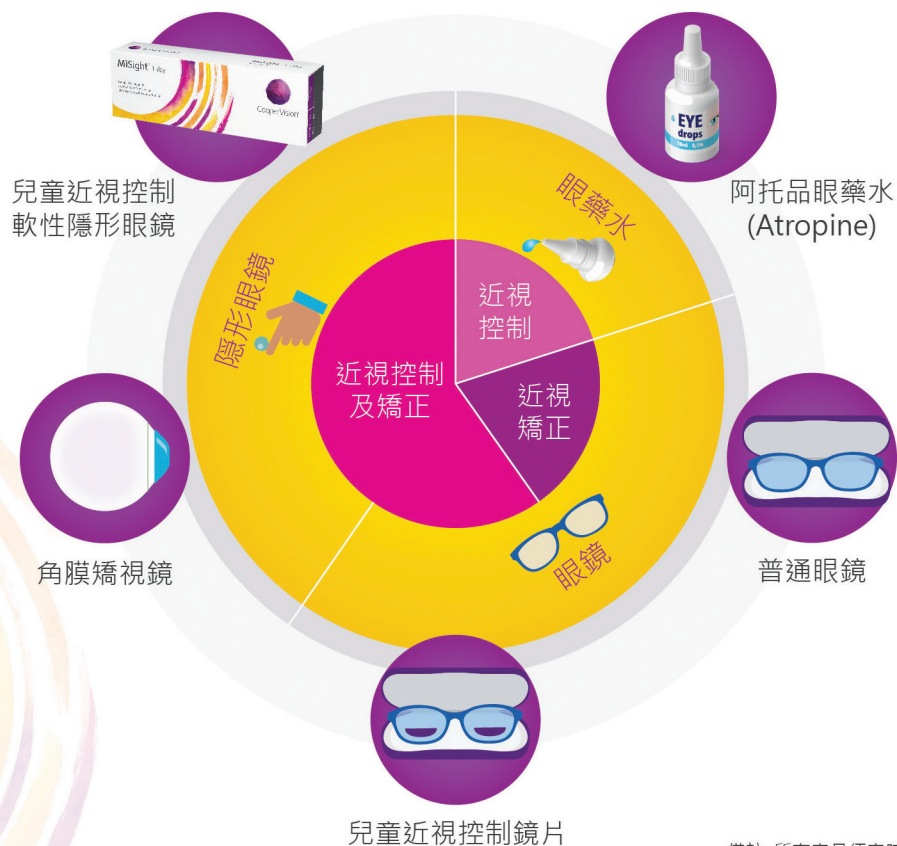 MiSight® 1 day
CooperVision®
兒童近視控制
軟性隱形眼鏡
EYE
drops
阿托品眼藥水
(Atropine)
眼藥水
隱形眼鏡
近視
控制
近視控制
及矯正
近視
矯正
角膜矯視鏡
普通眼鏡
眼鏡
兒童近視控制鏡片